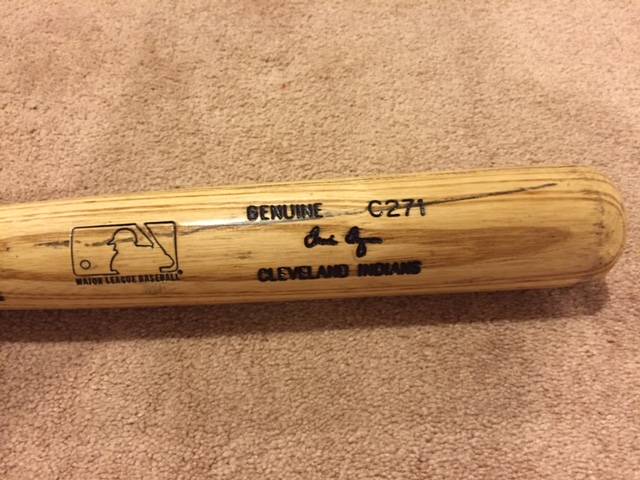 GENUINE C271
CLEVELAND INDIANS
MAJOR LEAGUE BASEBALL